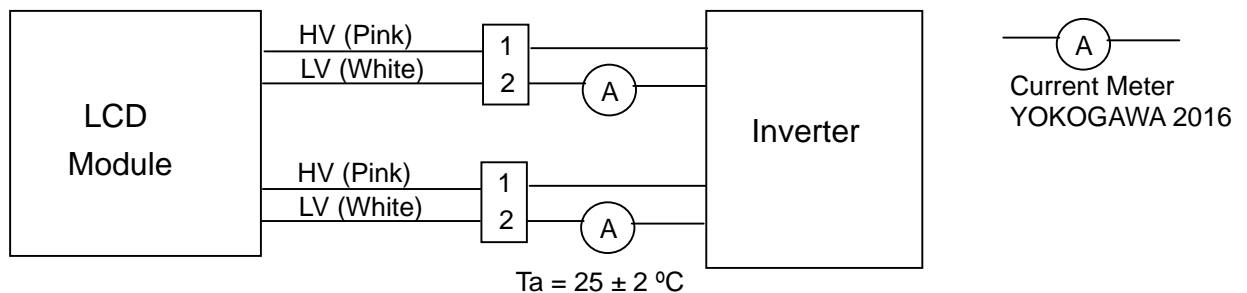 HV (Pink)
1
LV (White)
2
A
LCD
Module
Inverter
A
Current Meter
YOKOGAWA 2016
HV (Pink)
1
LV (White)
2
A
Ta = 25 ± 2 ºC